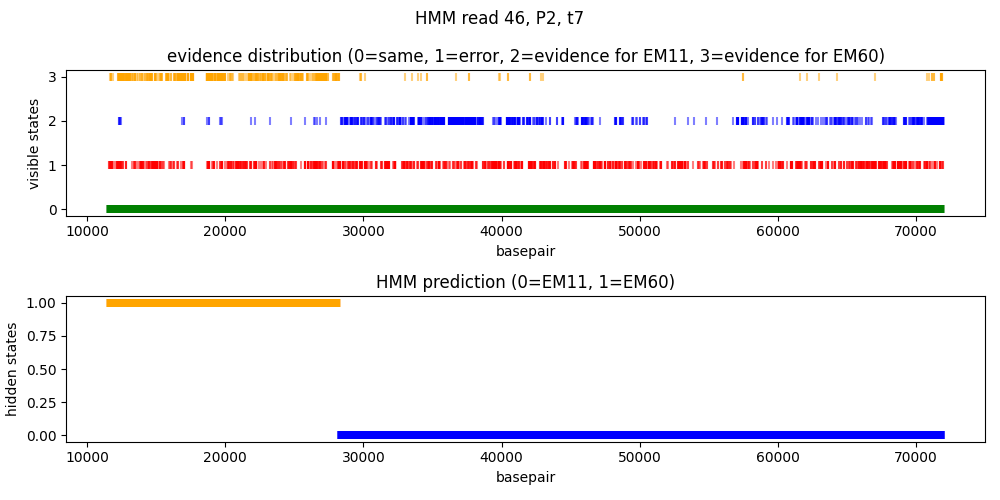 HMM read 46, P2, t7
evidence distribution (0=same, 1=error, 2=evidence for EM11, 3=evidence for EM60)
visible states
3
2
1
0
10000 20000 30000 40000 50000 60000 70000
basepair
HMM prediction (0=EM11, 1=EM60)
hidden states
1.00
0.75
0.50
0.25
0.00
10000 20000 30000 40000 50000 60000 70000
basepair